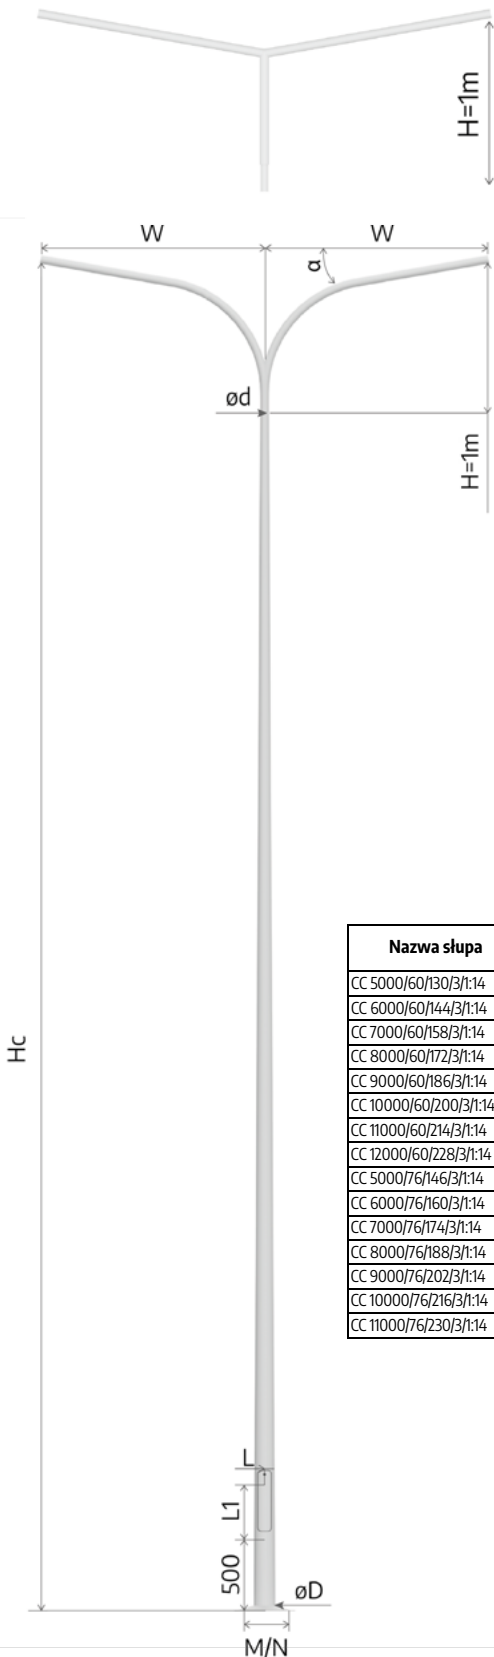 H=1m
W
W
α
ød
H=1m
Hc
Nazwa słupa
CC 5000/60/130/3/1:14
CC 6000/60/144/3/1:14
CC 7000/60/158/3/1:14
CC 8000/60/172/3/1:14
CC 9000/60/186/3/1:14
CC 10000/60/200/3/1:14
CC 11000/60/214/3/1:14
CC 12000/60/228/3/1:14
CC 5000/76/146/3/1:14
CC 6000/76/160/3/1:14
CC 7000/76/174/3/1:14
CC 8000/76/188/3/1:14
CC 9000/76/202/3/1:14
CC 10000/76/216/3/1:14
CC 11000/76/230/3/1:14
L
L1
500
øD
M/N